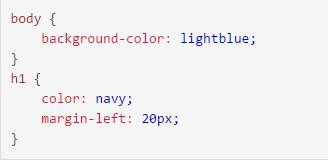 body {
    background-color: lightblue;
}
h1 {
    color: navy;
    margin-left: 20px;
}